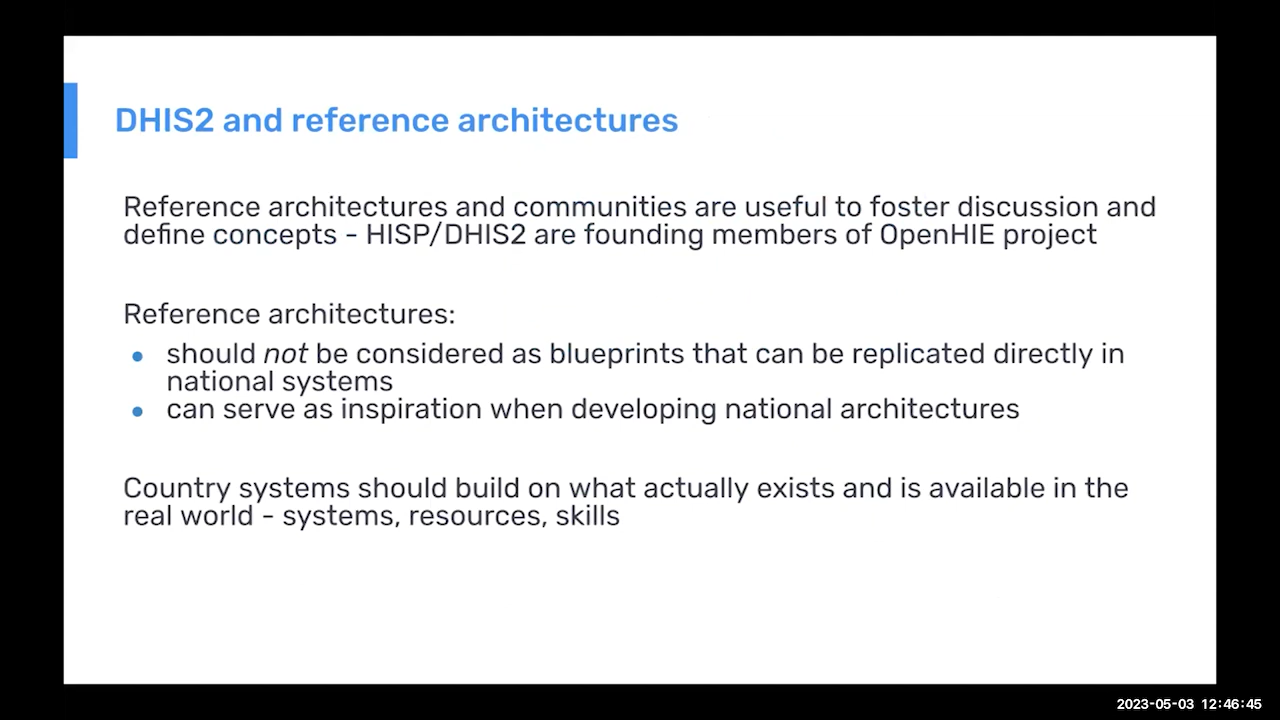 DHIS2 and reference architectures
Reference architectures and communities are useful to foster discussion and
define concepts - HISP/DHIS2 are founding members of OpenHIE project
Reference architectures:
● should not be considered as blueprints that can be replicated directly in
national systems
● can serve as inspiration when developing national architectures
Country systems should build on what actually exists and is available in the
real world - systems, resources, skills
2023-05-03 12:46:45